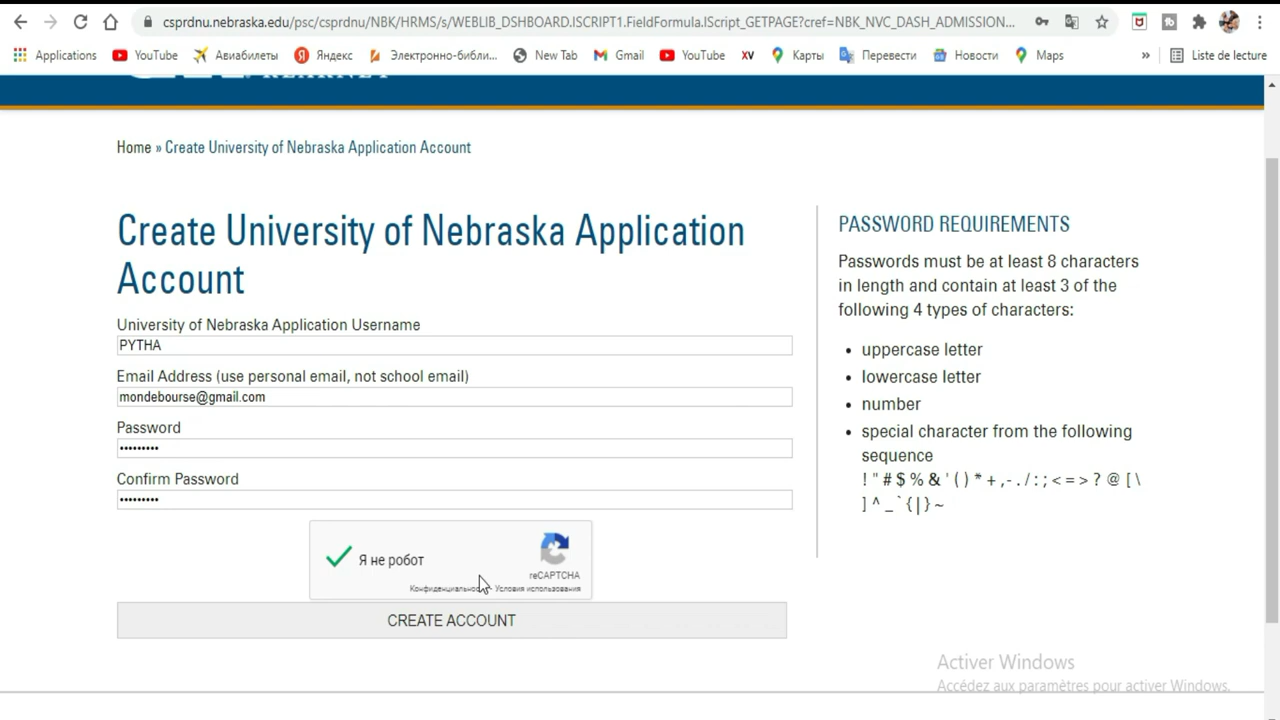 csprdnu.nebraska.edu/psc/csprdnu/NBK/HRMS/s/WEBLIB_DSHBOARD.ISCRIPT1.FieldFormula.IScript_GETPAGE?cref=NBK_NVC_DASH_ADMISSION...
Applications YouTube Авиабилеты Яндекс Электронно-библи... New Tab Gmail YouTube XV Карты Перевести Новости Maps » Liste de lecture
Home » Create University of Nebraska Application Account
Create University of Nebraska Application
Account
University of Nebraska Application Username
PYTHA
Email Address (use personal email, not school email)
mondebourse@gmail.com
Password
•••••••••
Confirm Password
•••••••••
Я не робот
reCAPTCHA
Условия использования
CREATE ACCOUNT
PASSWORD REQUIREMENTS
Passwords must be at least 8 characters
in length and contain at least 3 of the
following 4 types of characters:
• uppercase letter
• lowercase letter
• number
• special character from the following
sequence
! " # $ % & ' ( ) * + , - . / : ; < = > ? @ [ \
] ^ _ ` { | } ~
Activer Windows
Accédez aux paramètres pour activer Windows.